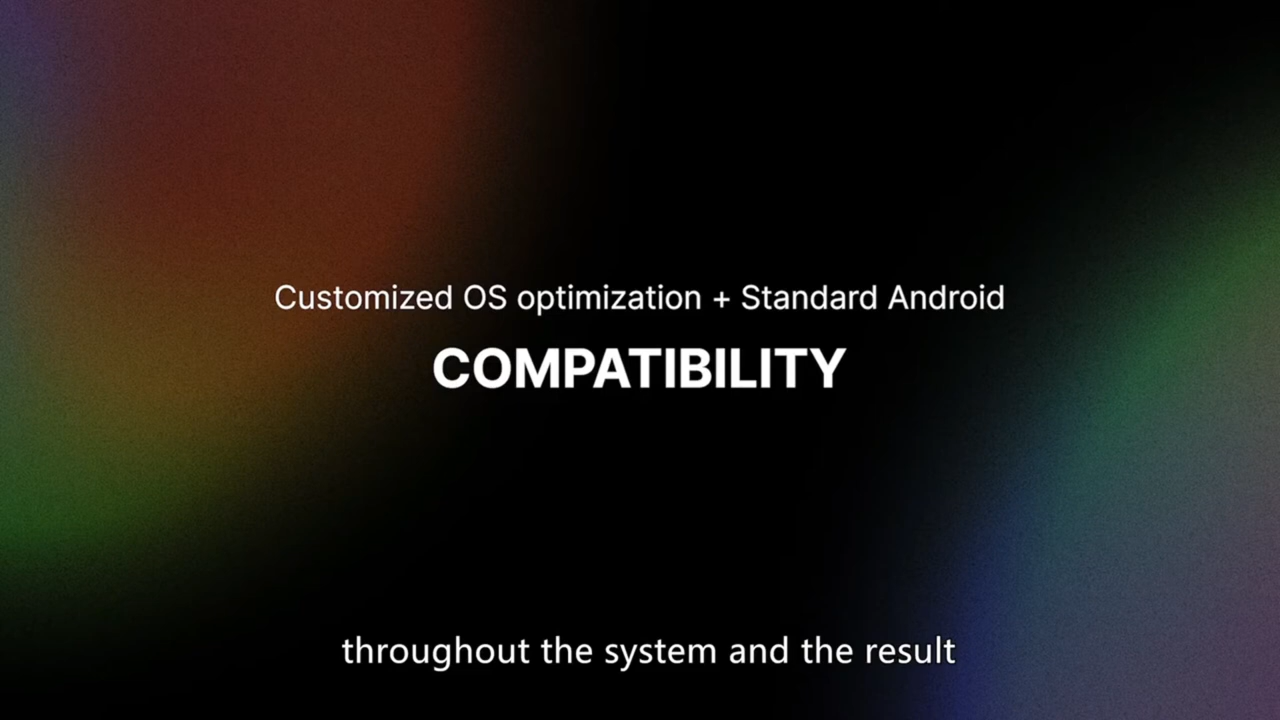 Customized OS optimization + Standard Android
COMPATIBILITY
throughout the system and the result